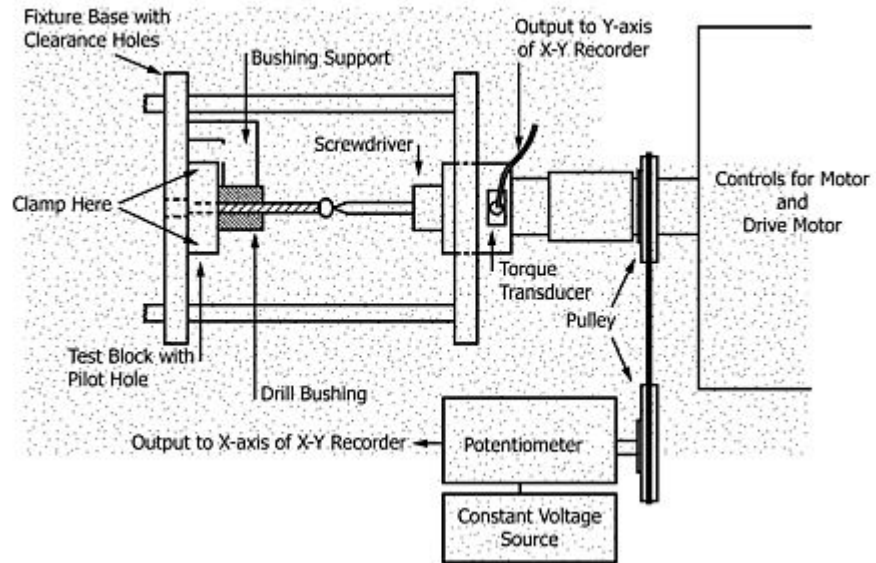 Fixture Base with
Clearance Holes
Bushing Support
Output to Y-axis
of X-Y Recorder
Screwdriver
Clamp Here
Controls for Motor
and
Drive Motor
Torque
Transducer
Pulley
Test Block with
Pilot Hole
Drill Bushing
Output to X-axis of X-Y Recorder
Potentiometer
Constant Voltage
Source